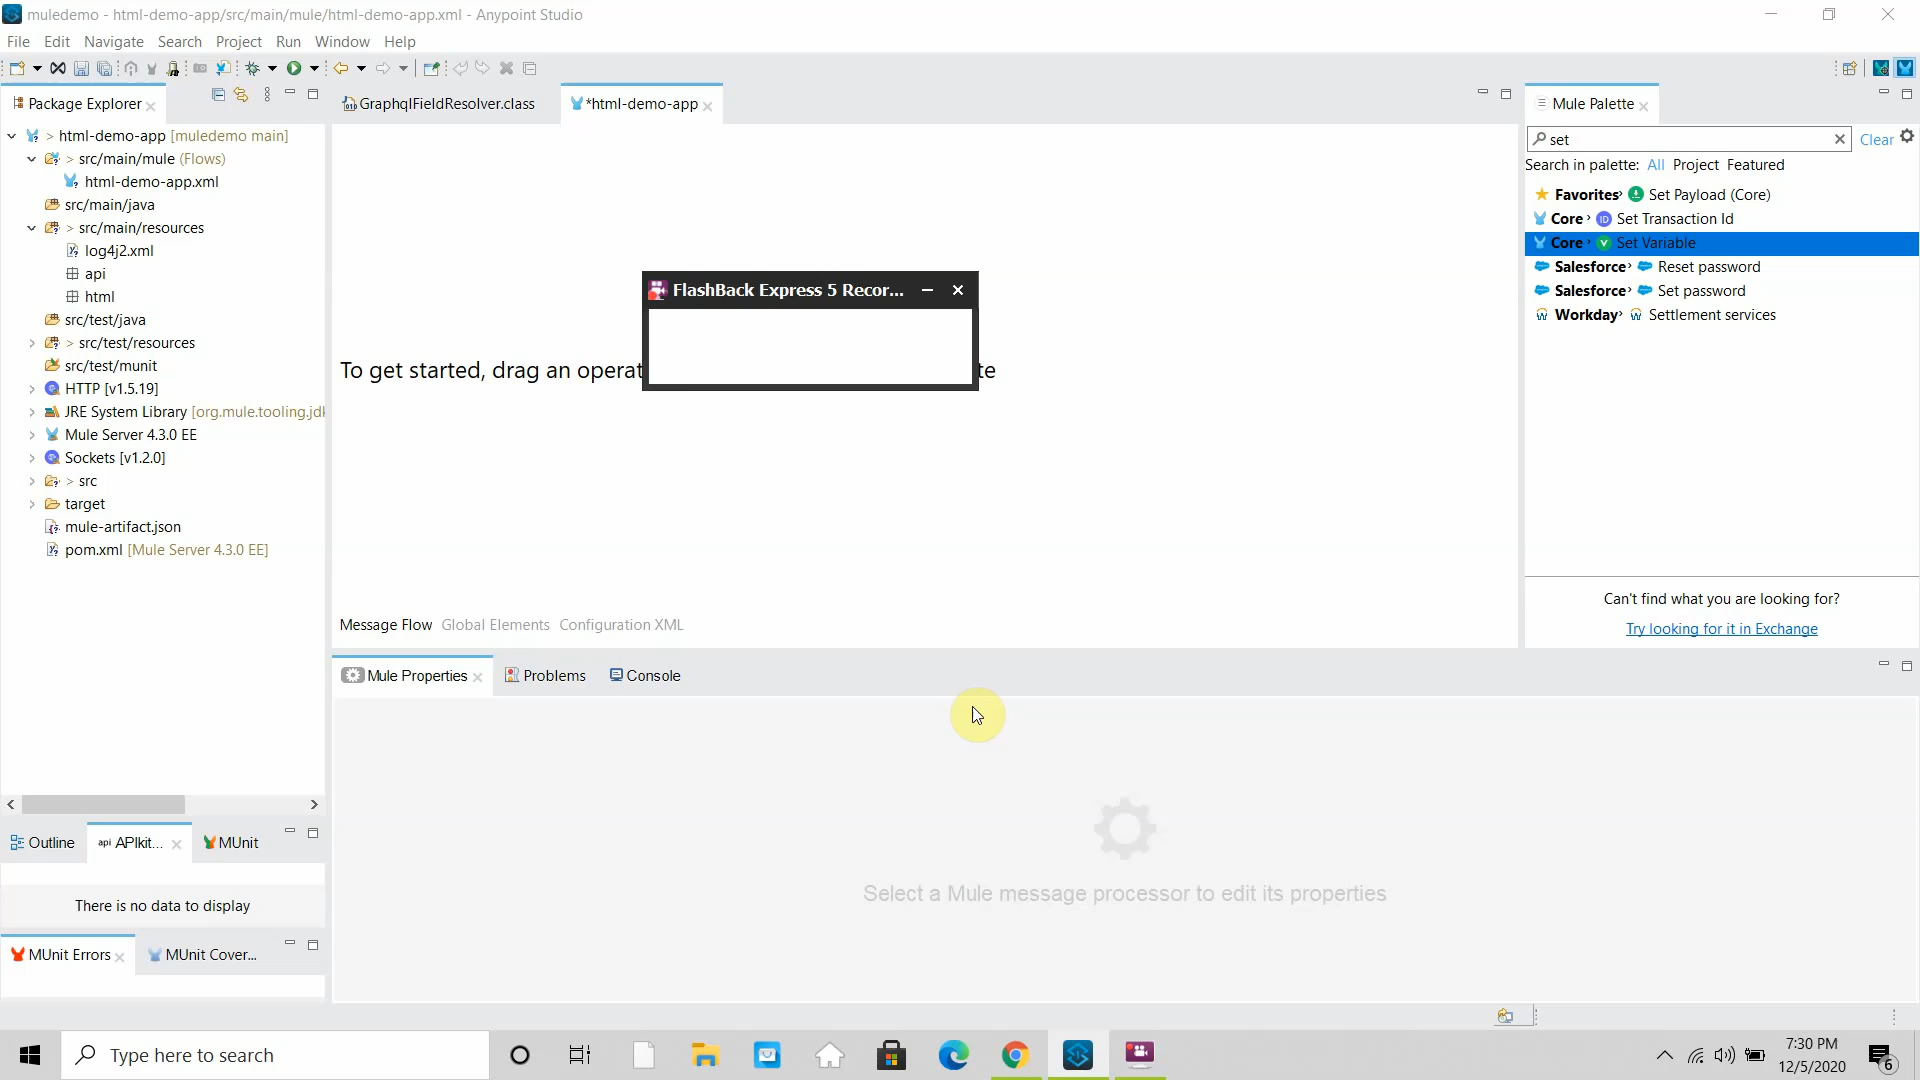 muledemo - html-demo-app/src/main/mule/html-demo-app.xml - Anypoint Studio
File Edit Navigate Search Project Run Window Help
Package Explorer
GraphqlFieldResolver.class
*html-demo-app
Mule Palette
html-demo-app [muledemo main]
> src/main/mule (Flows)
html-demo-app.xml
src/main/java
> src/main/resources
log4j2.xml
api
html
src/test/java
> src/test/resources
src/test/munit
HTTP [v1.5.19]
JRE System Library [org.mule.tooling.jdk
Mule Server 4.3.0 EE
Sockets [v1.2.0]
> src
target
mule-artifact.json
pom.xml [Mule Server 4.3.0 EE]
FlashBack Express 5 Recor...
To get started, drag an operat
te
set
Clear
Search in palette: All Project Featured
Favorites Set Payload (Core)
Core Set Transaction Id
Core Set Variable
Salesforce Reset password
Salesforce Set password
Workday Settlement services
Can't find what you are looking for?
Try looking for it in Exchange
Message Flow Global Elements Configuration XML
Mule Properties
Problems
Console
Select a Mule message processor to edit its properties
Outline
api APIkit...
MUnit
There is no data to display
MUnit Errors
MUnit Cover...
Type here to search
7:30 PM
12/5/2020
6